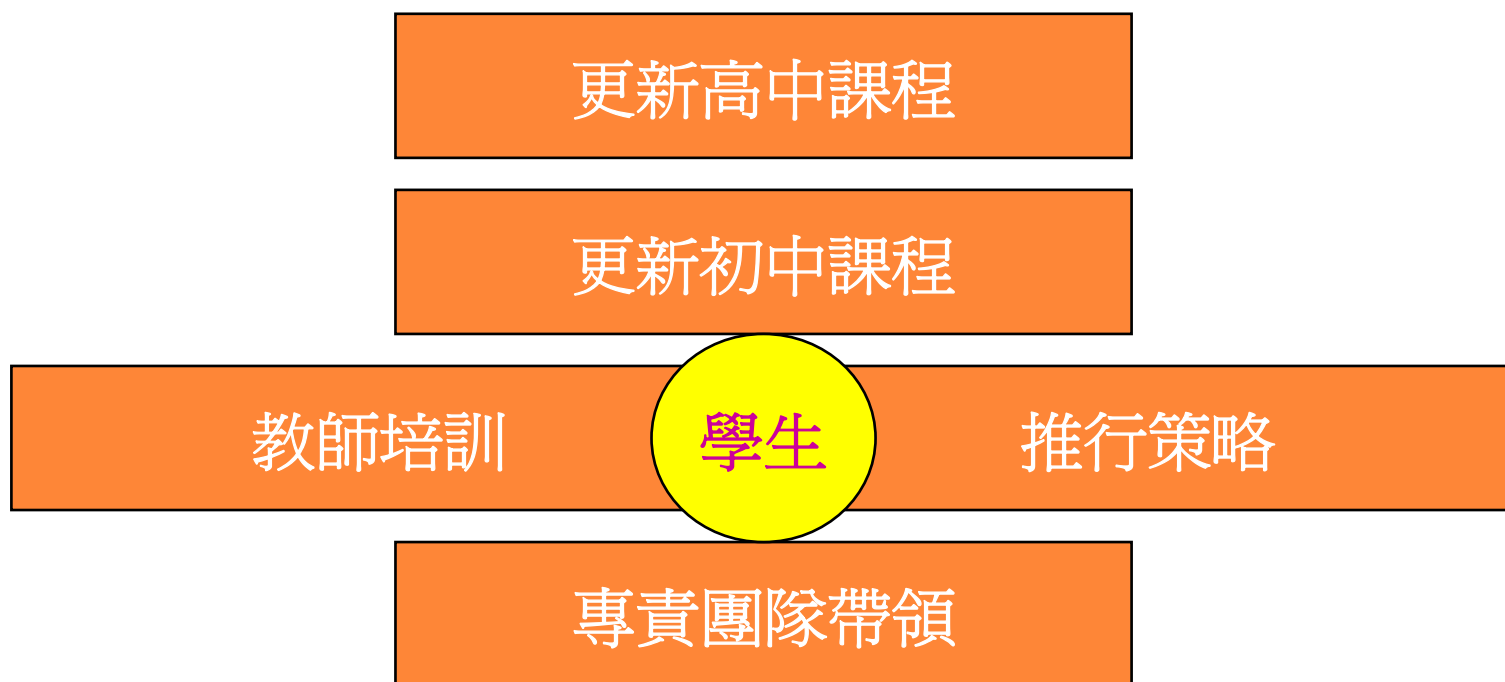 更新高中課程
更新初中課程
教師培訓
學生
推行策略
專責團隊帶領